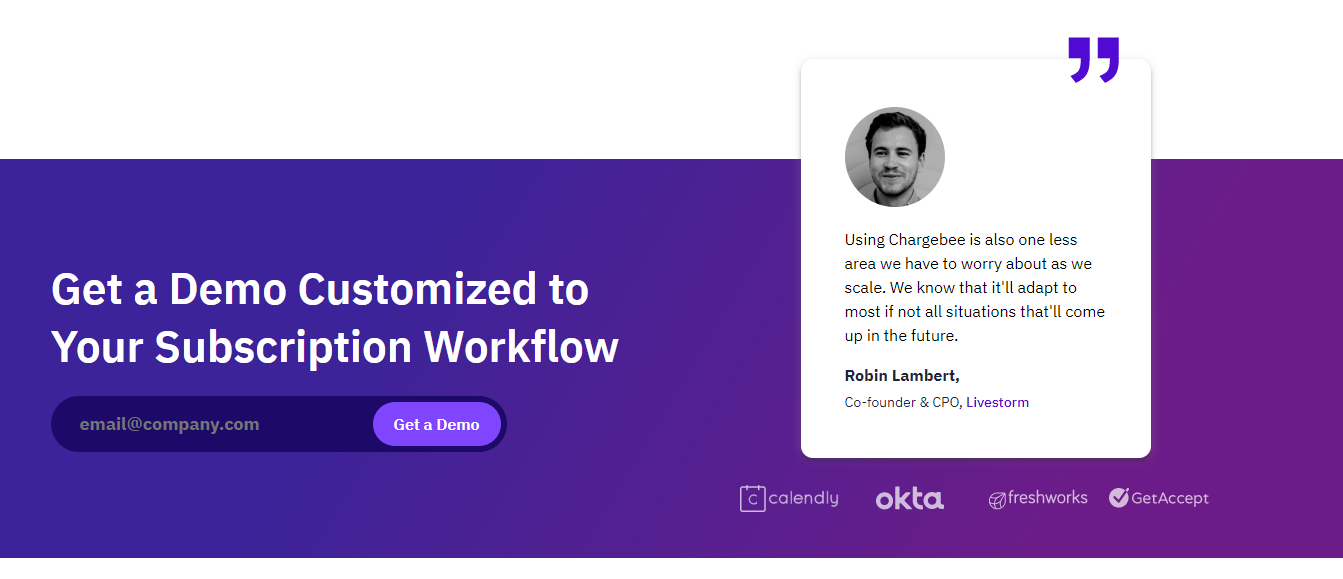 Get a Demo Customized to
Your Subscription Workflow
email@company.com
Get a Demo
”
Using Chargebee is also one less
area we have to worry about as we
scale. We know that it'll adapt to
most if not all situations that'll come
up in the future.
Robin Lambert,
Co-founder & CPO, Livestorm
C calendly
okta
freshworks
GetAccept